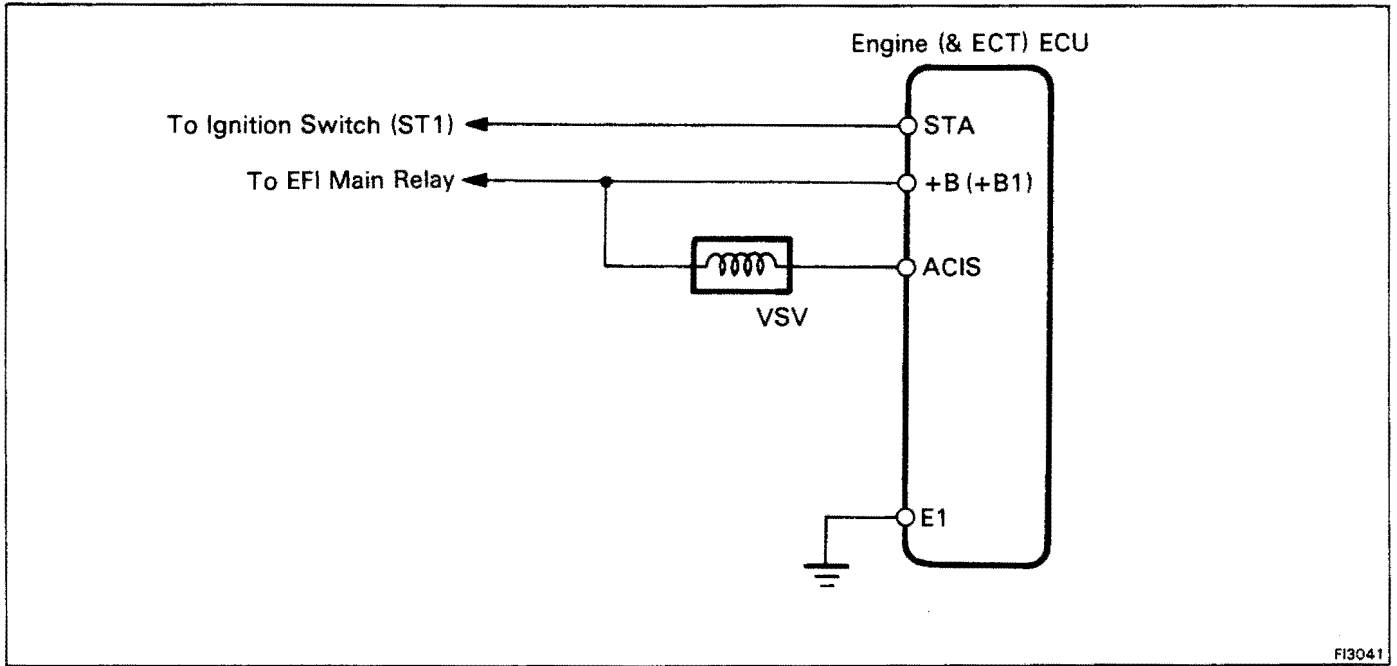 Engine (& ECT) ECU
To Ignition Switch (ST1)
STA
To EFI Main Relay
+B (+B1)
ACIS
VSV
E1
FI3041